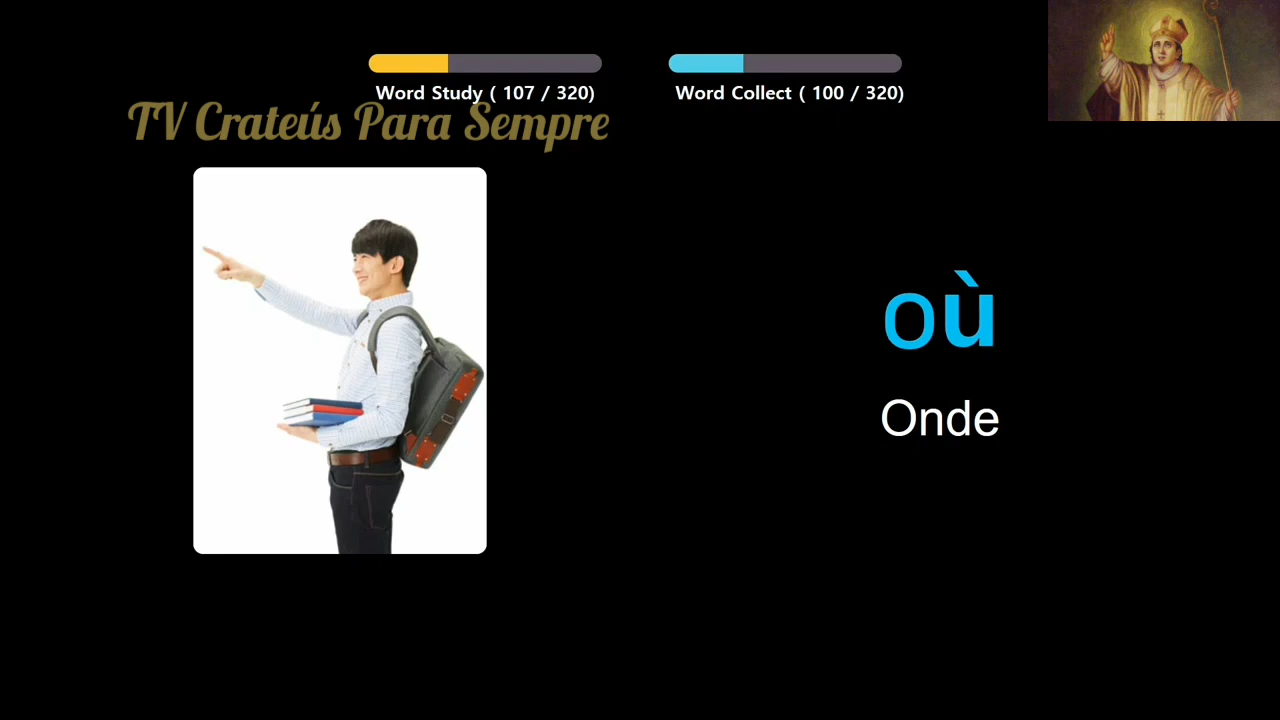 Word Study ( 107 / 320)
Word Collect ( 100 / 320)
TV Crateús Para Sempre
où
Onde